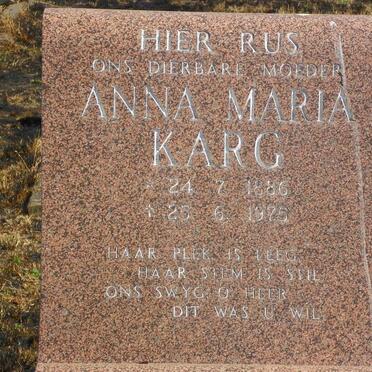 HIER RUS
ONS DIERBARE MOEDER
ANNA MARIA
KARG
* 24 7 1886
† 25 6 1975
HAAR PLEK IS LEEG
HAAR STEM IS STIL
ONS SWYG O HEER
DIT WAS U WIL